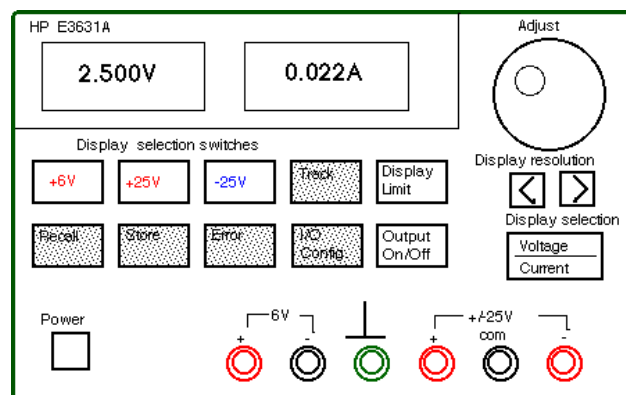 HP E3631A
Adjust
2.500V
0.022A
Display selection switches
+6V
+25V
-25V
Track
Display
Limit
Display resolution
Display selection
Recall
Store
Error
I/O
Config
Output
On/Off
Voltage
Current
Power
6V
+/-25V
+
-
+
com
-